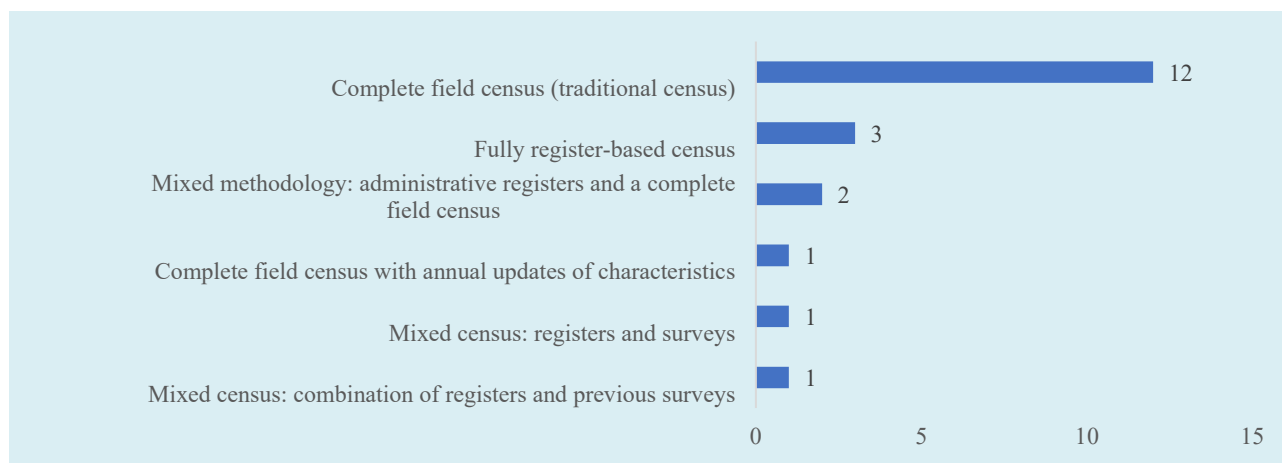 Complete field census (traditional census)
12
Fully register-based census
3
Mixed methodology: administrative registers and a complete
field census
2
Complete field census with annual updates of characteristics
1
Mixed census: registers and surveys
1
Mixed census: combination of registers and previous surveys
1
0 5 10 15